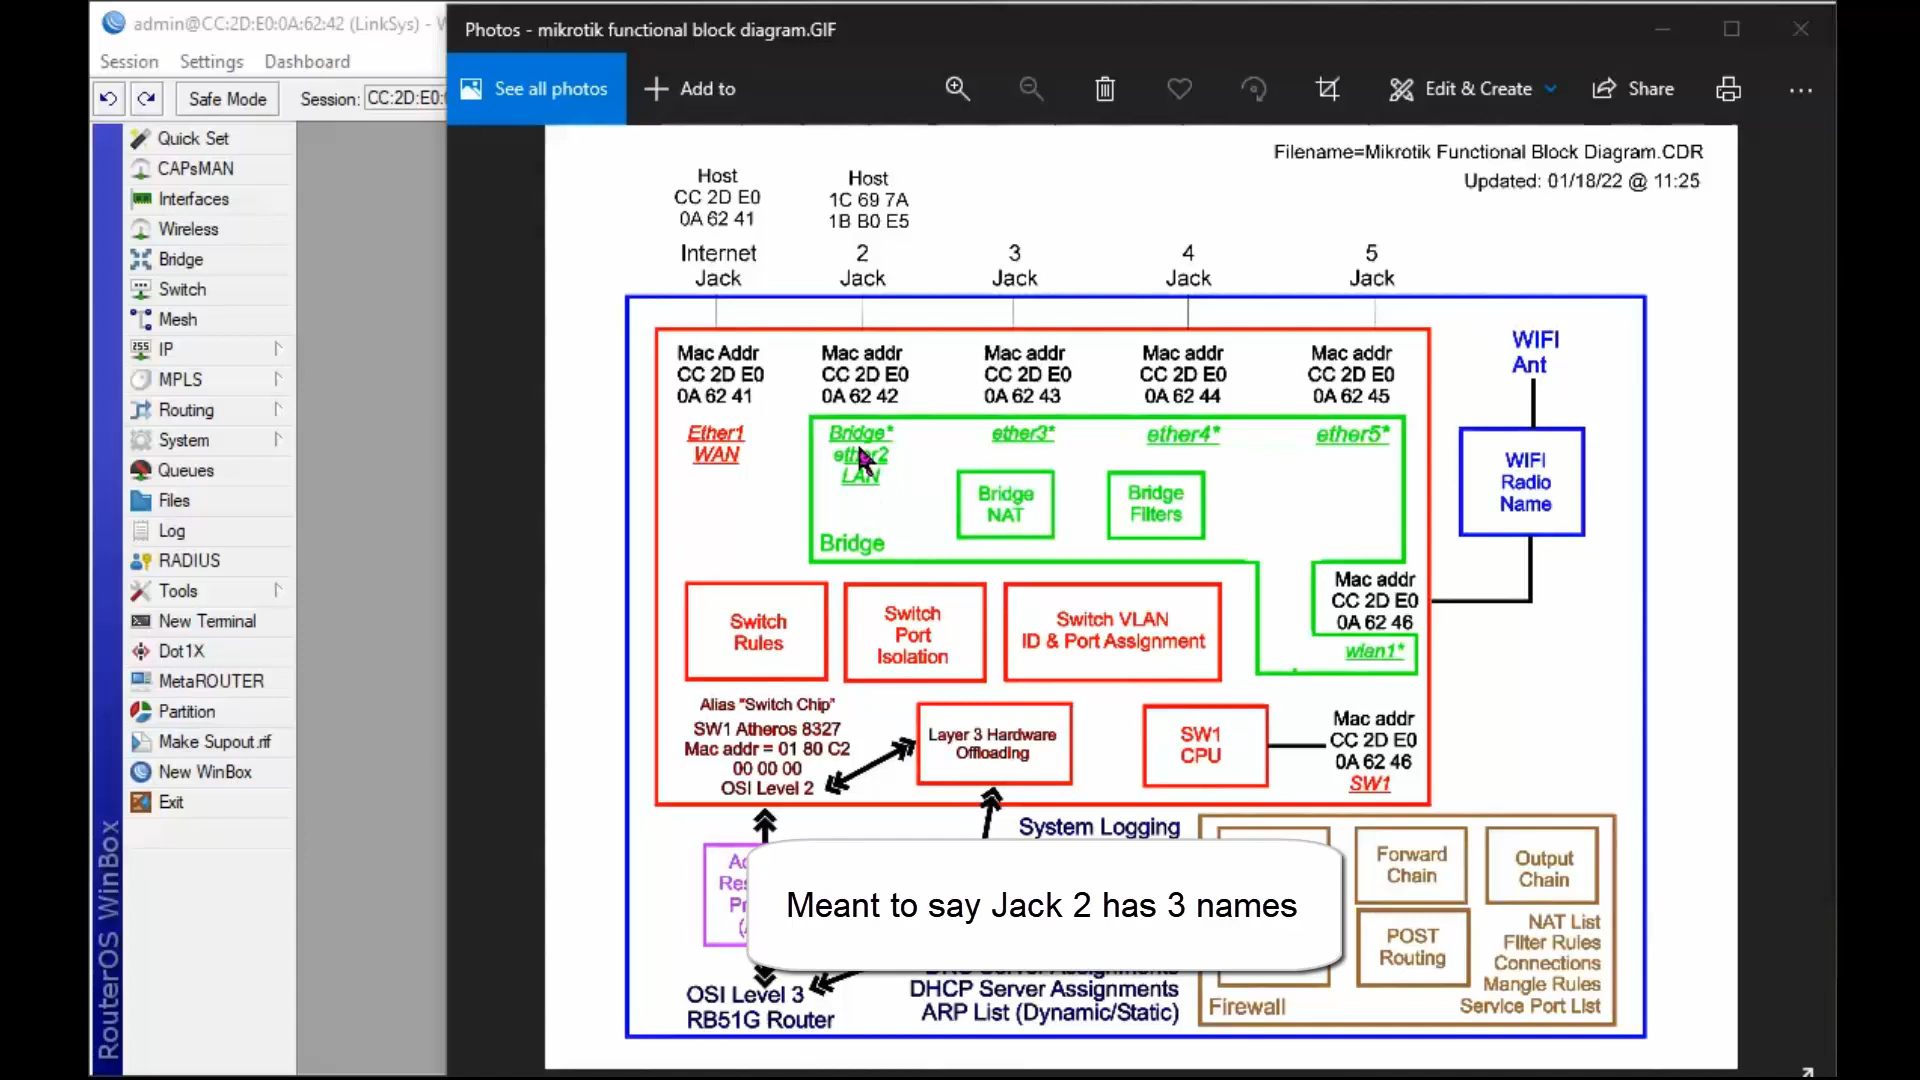 admin@CC:2D:E0:0A:62:42 (LinkSys) -
Session Settings Dashboard
Safe Mode Session: CC:2D:E0:
Quick Set
CAPsMAN
Interfaces
Wireless
Bridge
Switch
Mesh
255 IP
MPLS
Routing
System
Queues
Files
Log
RADIUS
Tools
New Terminal
Dot1X
MetaROUTER
Partition
Make Supout.rif
New WinBox
Exit
RouterOS WinBox
Photos - mikrotik functional block diagram.GIF
See all photos
Add to
Edit & Create
Share
Filename=Mikrotik Functional Block Diagram.CDR
Updated: 01/18/22 @ 11:25
Host
CC 2D E0
0A 62 41
Host
1C 69 7A
1B B0 E5
Internet
Jack
2
Jack
3
Jack
4
Jack
5
Jack
Mac Addr
CC 2D E0
0A 62 41
Ether1
WAN
Mac addr
CC 2D E0
0A 62 42
Bridge*
ether2
LAN
Mac addr
CC 2D E0
0A 62 43
ether3*
Mac addr
CC 2D E0
0A 62 44
ether4*
Mac addr
CC 2D E0
0A 62 45
ether5*
WIFI
Ant
WIFI
Radio
Name
Bridge
NAT
Bridge
Filters
Bridge
Mac addr
CC 2D E0
0A 62 46
wlan1*
Switch
Rules
Switch
Port
Isolation
Switch VLAN
ID & Port Assignment
Alias "Switch Chip"
SW1 Atheros 8327
Mac addr = 01 80 C2
00 00 00
OSI Level 2
Layer 3 Hardware
Offloading
SW1
CPU
Mac addr
CC 2D E0
0A 62 46
SW1
System Logging
Forward
Chain
Output
Chain
POST
Routing
NAT List
Filter Rules
Connections
Mangle Rules
Service Port List
Firewall
Meant to say Jack 2 has 3 names
DHCP Server Assignments
ARP List (Dynamic/Static)
OSI Level 3
RB51G Router